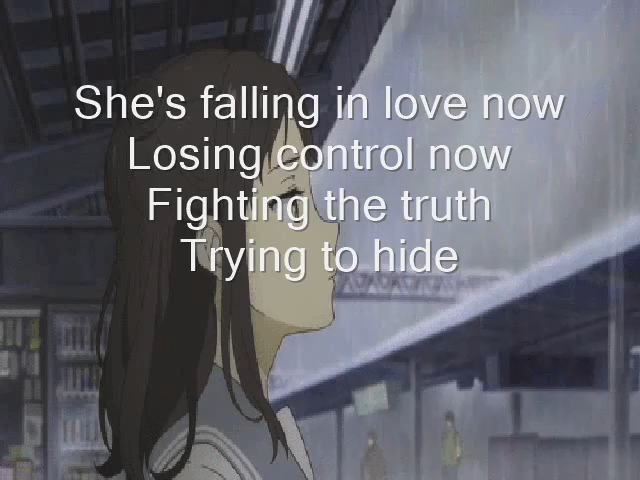 She's falling in love now
Losing control now
Fighting the truth
Trying to hide